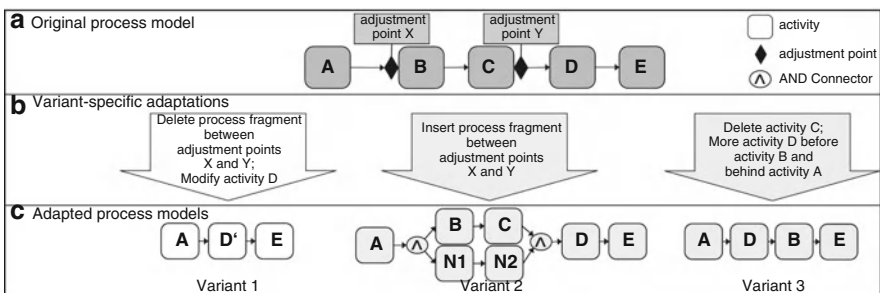 a Original process model
adjustment
point X
adjustment
point Y
A
B
C
D
E
activity
adjustment point
AND Connector
b Variant-specific adaptations
Delete process fragment
between
adjustment points
X and Y;
Modify activity D
Insert process fragment
between
adjustment points
X and Y
Delete activity C;
More activity D before
activity B and
behind activity A
c Adapted process models
A
D‘
E
Variant 1
A
B
C
N1
N2
D
E
Variant 2
A
D
B
E
Variant 3